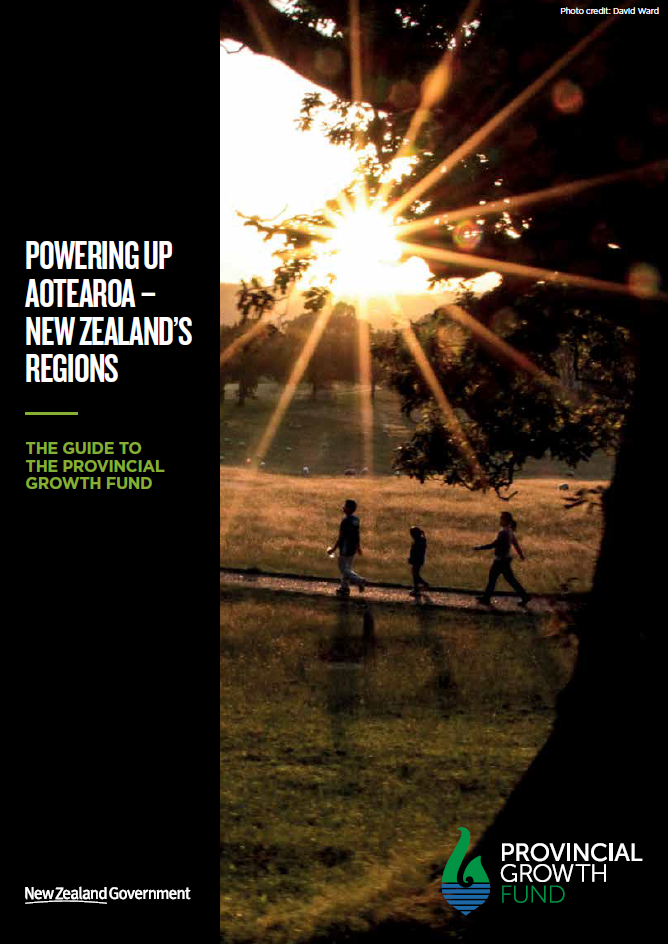 Photo credit: David Ward
POWERING UP
AOTEAROA –
NEW ZEALAND'S
REGIONS
THE GUIDE TO
THE PROVINCIAL
GROWTH FUND
New Zealand Government
PROVINCIAL
GROWTH
FUND